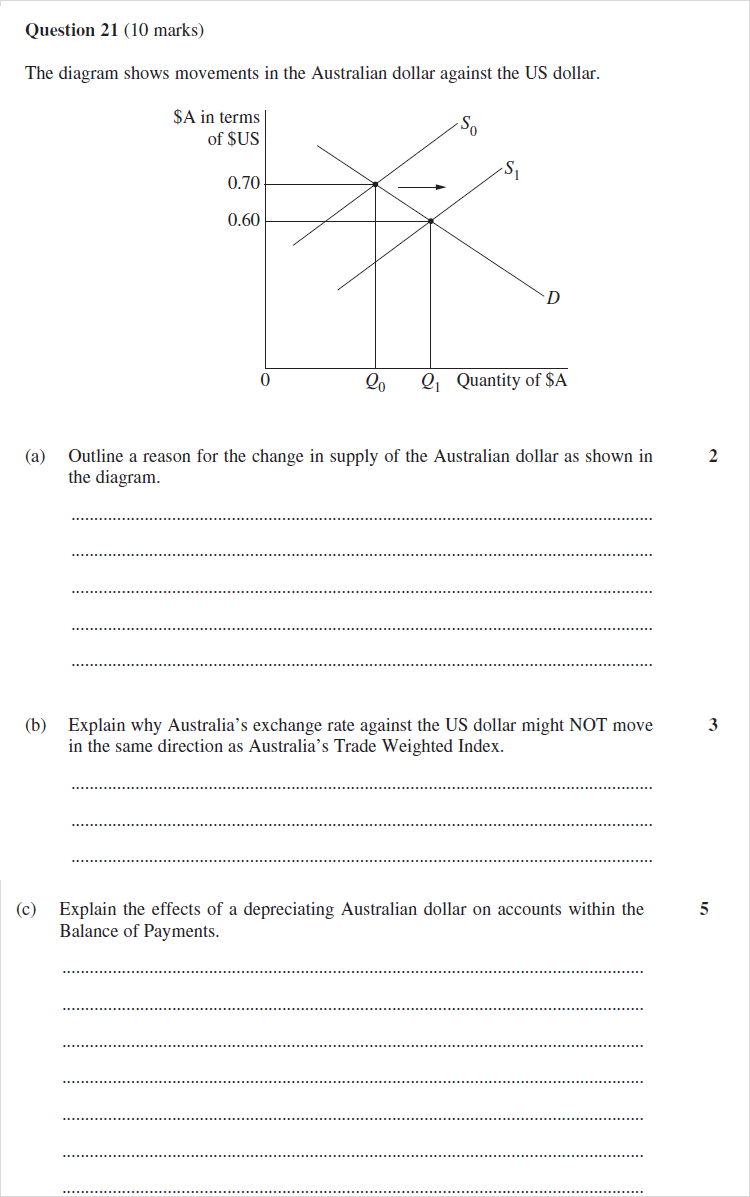 Question 21 (10 marks)
The diagram shows movements in the Australian dollar against the US dollar.
$A in terms
of $US
S0
S1
0.70
0.60
D
0
Q0
Q1
Quantity of $A
(a) Outline a reason for the change in supply of the Australian dollar as shown in 2
the diagram.
(b) Explain why Australia's exchange rate against the US dollar might NOT move 3
in the same direction as Australia's Trade Weighted Index.
(c) Explain the effects of a depreciating Australian dollar on accounts within the 5
Balance of Payments.